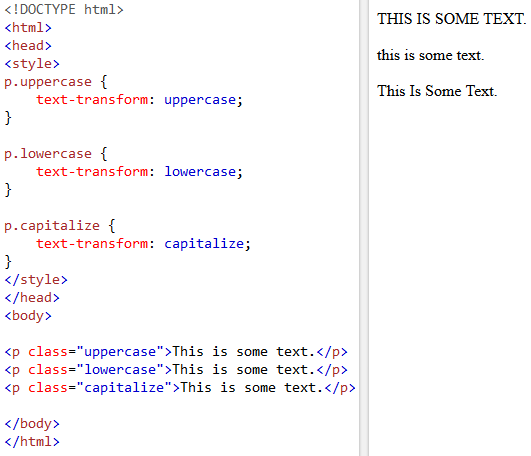 <!DOCTYPE html>
<html>
<head>
<style>
p.uppercase {
    text-transform: uppercase;
}

p.lowercase {
    text-transform: lowercase;
}

p.capitalize {
    text-transform: capitalize;
}
</style>
</head>
<body>

<p class="uppercase">This is some text.</p>
<p class="lowercase">This is some text.</p>
<p class="capitalize">This is some text.</p>

</body>
</html>
THIS IS SOME TEXT.
this is some text.
This Is Some Text.